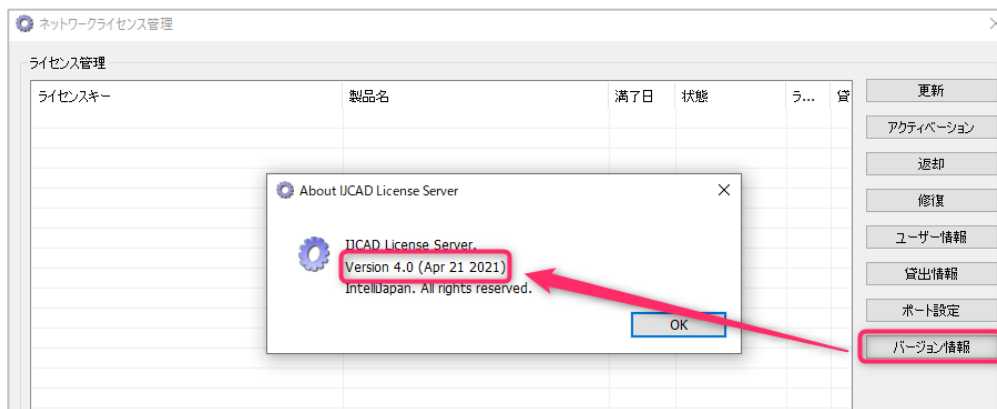 ネットワークライセンス管理
ライセンス管理
ライセンスキー 製品名 満了日 状態 ラ... 貸
更新
アクティベーション
返却
修復
ユーザー情報
貸出情報
ポート設定
バージョン情報
About IJCAD License Server
IJCAD License Server.
Version 4.0 (Apr 21 2021)
IntelliJapan. All rights reserved.
OK